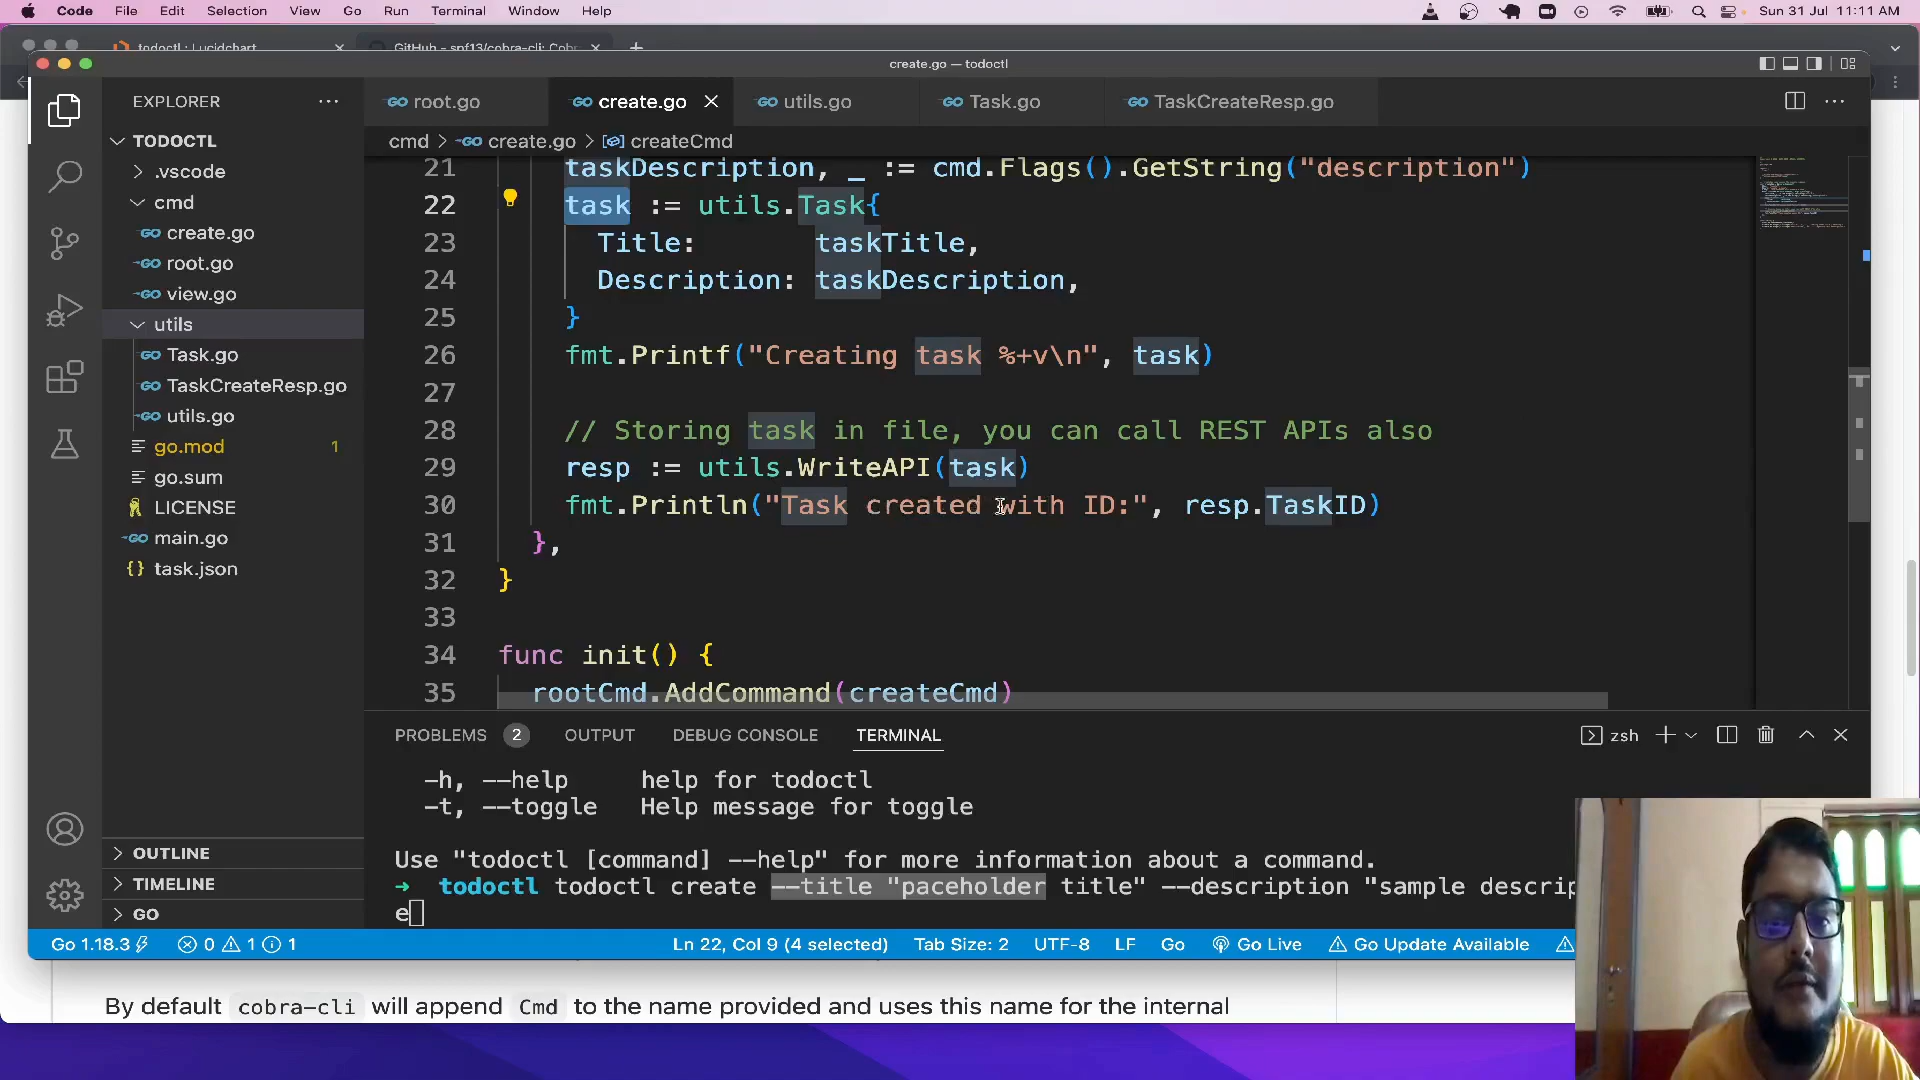 Code File Edit Selection View Go Run Terminal Window Help Sun 31 Jul 11:11 AM
todoctl : Lucidchart GitHub - spf13/cobra-cli: Cobr
create.go — todoctl
EXPLORER
root.go create.go utils.go Task.go TaskCreateResp.go
cmd > create.go > createCmd
TODOCTL
.vscode
cmd
create.go
root.go
view.go
utils
Task.go
TaskCreateResp.go
utils.go
go.mod 1
go.sum
LICENSE
main.go
task.json
OUTLINE
TIMELINE
GO
21 taskDescription, _ := cmd.Flags().GetString("description")
22 task := utils.Task{
23 Title: taskTitle,
24 Description: taskDescription,
25 }
26 fmt.Printf("Creating task %+v\n", task)
27
28 // Storing task in file, you can call REST APIs also
29 resp := utils.WriteAPI(task)
30 fmt.Println("Task created with ID:", resp.TaskID)
31 },
32 }
33
34 func init() {
35 rootCmd.AddCommand(createCmd)
PROBLEMS 2 OUTPUT DEBUG CONSOLE TERMINAL zsh
-h, --help help for todoctl
-t, --toggle Help message for toggle
Use "todoctl [command] --help" for more information about a command.
→ todoctl todoctl create --title "paceholder title" --description "sample descrip
e
Go 1.18.3 0 1 1 Ln 22, Col 9 (4 selected) Tab Size: 2 UTF-8 LF Go Go Live Go Update Available
By default cobra-cli will append Cmd to the name provided and uses this name for the internal